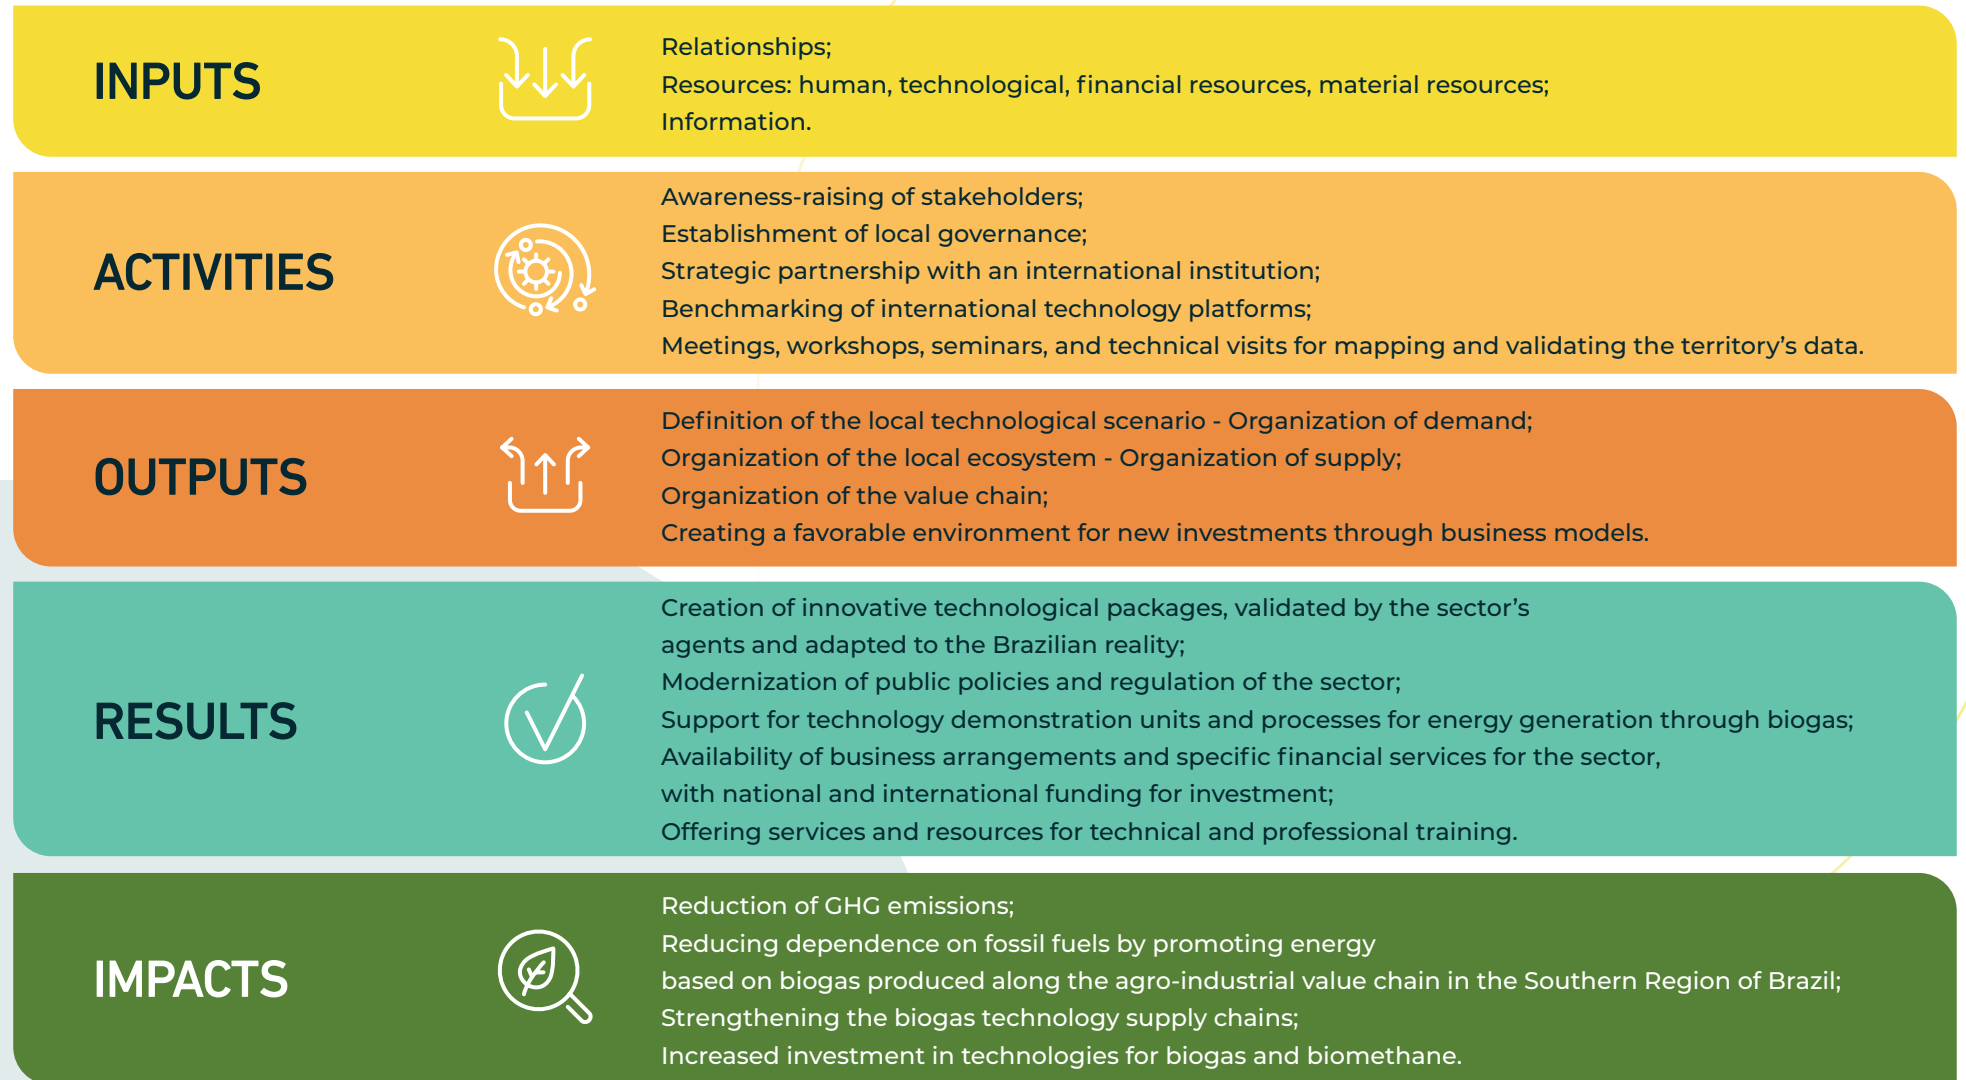 INPUTS
Relationships;
Resources: human, technological, financial resources, material resources;
Information.
ACTIVITIES
Awareness-raising of stakeholders;
Establishment of local governance;
Strategic partnership with an international institution;
Benchmarking of international technology platforms;
Meetings, workshops, seminars, and technical visits for mapping and validating the territory’s data.
OUTPUTS
Definition of the local technological scenario - Organization of demand;
Organization of the local ecosystem - Organization of supply;
Organization of the value chain;
Creating a favorable environment for new investments through business models.
RESULTS
Creation of innovative technological packages, validated by the sector’s
agents and adapted to the Brazilian reality;
Modernization of public policies and regulation of the sector;
Support for technology demonstration units and processes for energy generation through biogas;
Availability of business arrangements and specific financial services for the sector,
with national and international funding for investment;
Offering services and resources for technical and professional training.
IMPACTS
Reduction of GHG emissions;
Reducing dependence on fossil fuels by promoting energy
based on biogas produced along the agro-industrial value chain in the Southern Region of Brazil;
Strengthening the biogas technology supply chains;
Increased investment in technologies for biogas and biomethane.